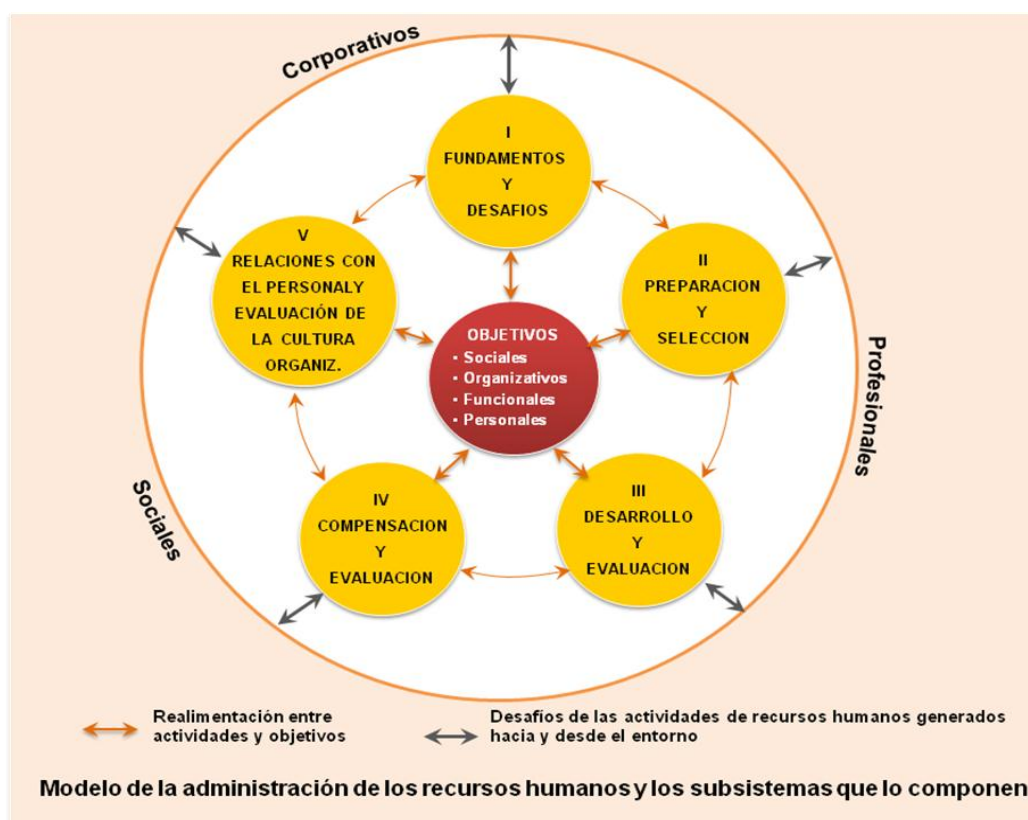 Corporativos
I
FUNDAMENTOS
Y
DESAFIOS
II
PREPARACION
Y
SELECCION
Profesionales
III
DESARROLLO
Y
EVALUACION
IV
COMPENSACION
Y
EVALUACION
Sociales
V
RELACIONES CON
EL PERSONALY
EVALUACIÓN DE
LA CULTURA
ORGANIZ.
OBJETIVOS
• Sociales
• Organizativos
• Funcionales
• Personales
Realimentación entre
actividades y objetivos
Desafíos de las actividades de recursos humanos generados
hacia y desde el entorno
Modelo de la administración de los recursos humanos y los subsistemas que lo componen